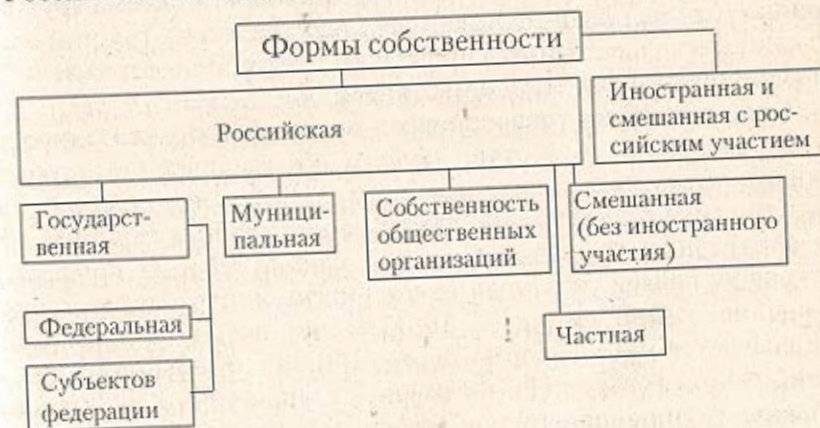 Формы собственности
Российская
Иностранная и
смешанная с рос-
сийским участием
Государст-
венная
Муници-
пальная
Собственность
общественных
организаций
Смешанная
(без иностранного
участия)
Федеральная
Частная
Субъектов
федерации